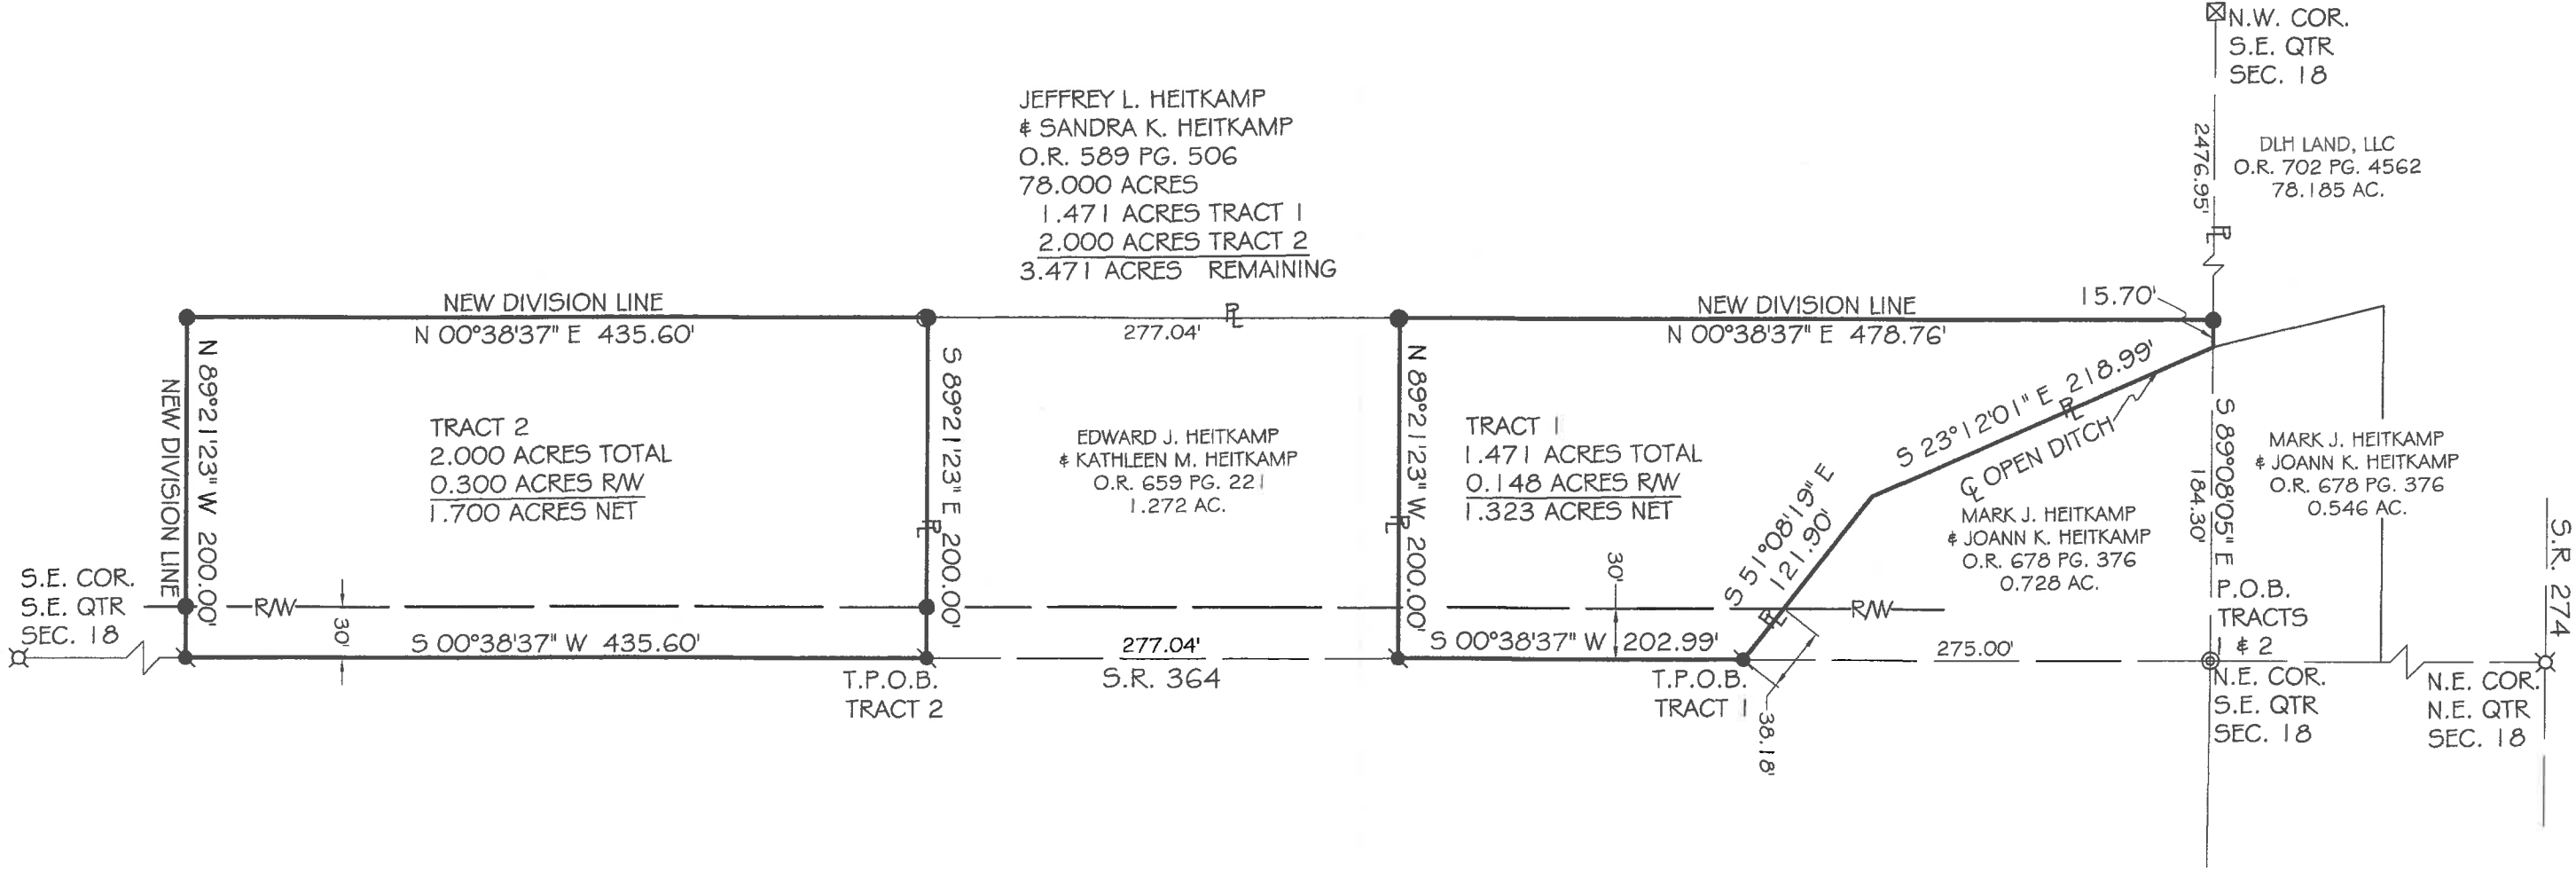 N.W. COR.
S.E. QTR
SEC. 18
2476.95'
DLH LAND, LLC
O.R. 702 PG. 4562
78.185 AC.
PL
JEFFREY L. HEITKAMP
& SANDRA K. HEITKAMP
O.R. 589 PG. 506
78.000 ACRES
1.471 ACRES TRACT 1
2.000 ACRES TRACT 2
3.471 ACRES REMAINING
NEW DIVISION LINE
N 00°38'37" E 435.60'
PL
277.04'
NEW DIVISION LINE
N 00°38'37" E 478.76'
15.70'
N 89°21'23" W 200.00'
NEW DIVISION LINE
TRACT 2
2.000 ACRES TOTAL
0.300 ACRES R/W
1.700 ACRES NET
S 89°21'23" E 200.00'
PL
EDWARD J. HEITKAMP
& KATHLEEN M. HEITKAMP
O.R. 659 PG. 221
1.272 AC.
N 89°21'23" W 200.00'
PL
TRACT 1
1.471 ACRES TOTAL
0.148 ACRES R/W
1.323 ACRES NET
S 23°12'01" E 218.99'
PL
CL OPEN DITCH
S 51°08'19" E
121.90'
PL
MARK J. HEITKAMP
& JOANN K. HEITKAMP
O.R. 678 PG. 376
0.728 AC.
S 89°08'05" E
184.30'
MARK J. HEITKAMP
& JOANN K. HEITKAMP
O.R. 678 PG. 376
0.546 AC.
S.R. 274
S.E. COR.
S.E. QTR
SEC. 18
R/W
30'
30'
R/W
S 00°38'37" W 435.60'
277.04'
S.R. 364
S 00°38'37" W 202.99'
275.00'
38.18'
T.P.O.B.
TRACT 2
T.P.O.B.
TRACT 1
P.O.B.
TRACTS
1 & 2
N.E. COR.
S.E. QTR
SEC. 18
N.E. COR.
N.E. QTR
SEC. 18